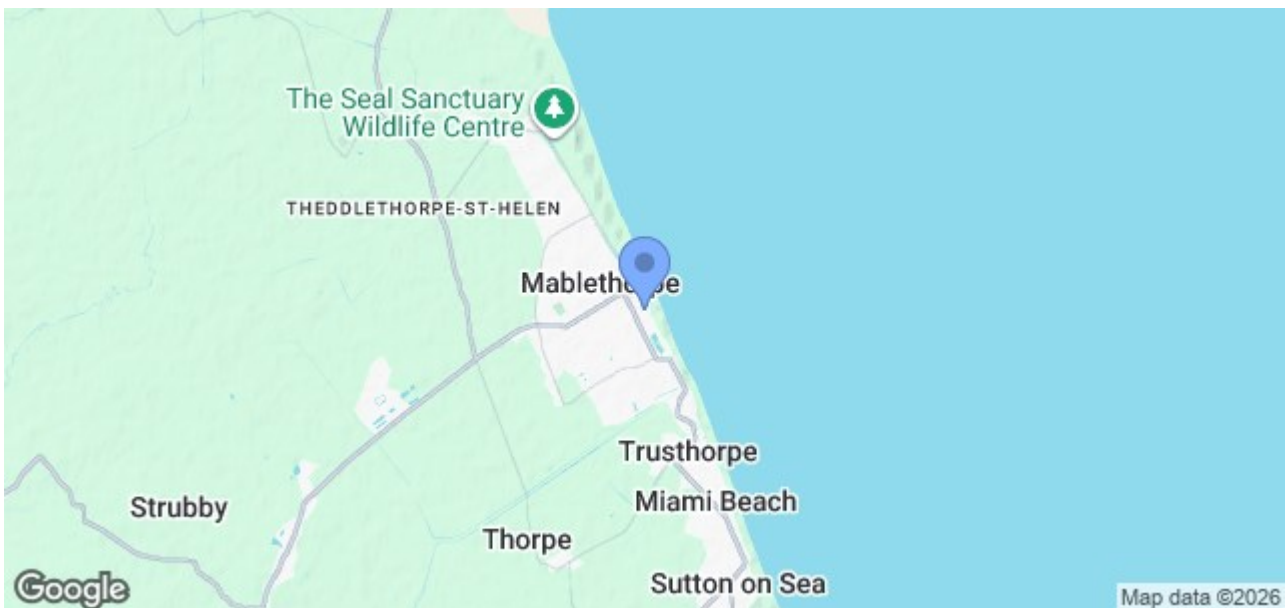 The Seal Sanctuary
Wildlife Centre
THEDDLETHORPE-ST-HELEN
Mablethorpe
Trusthorpe
Miami Beach
Strubby
Thorpe
Sutton on Sea
Google
Map data ©2026